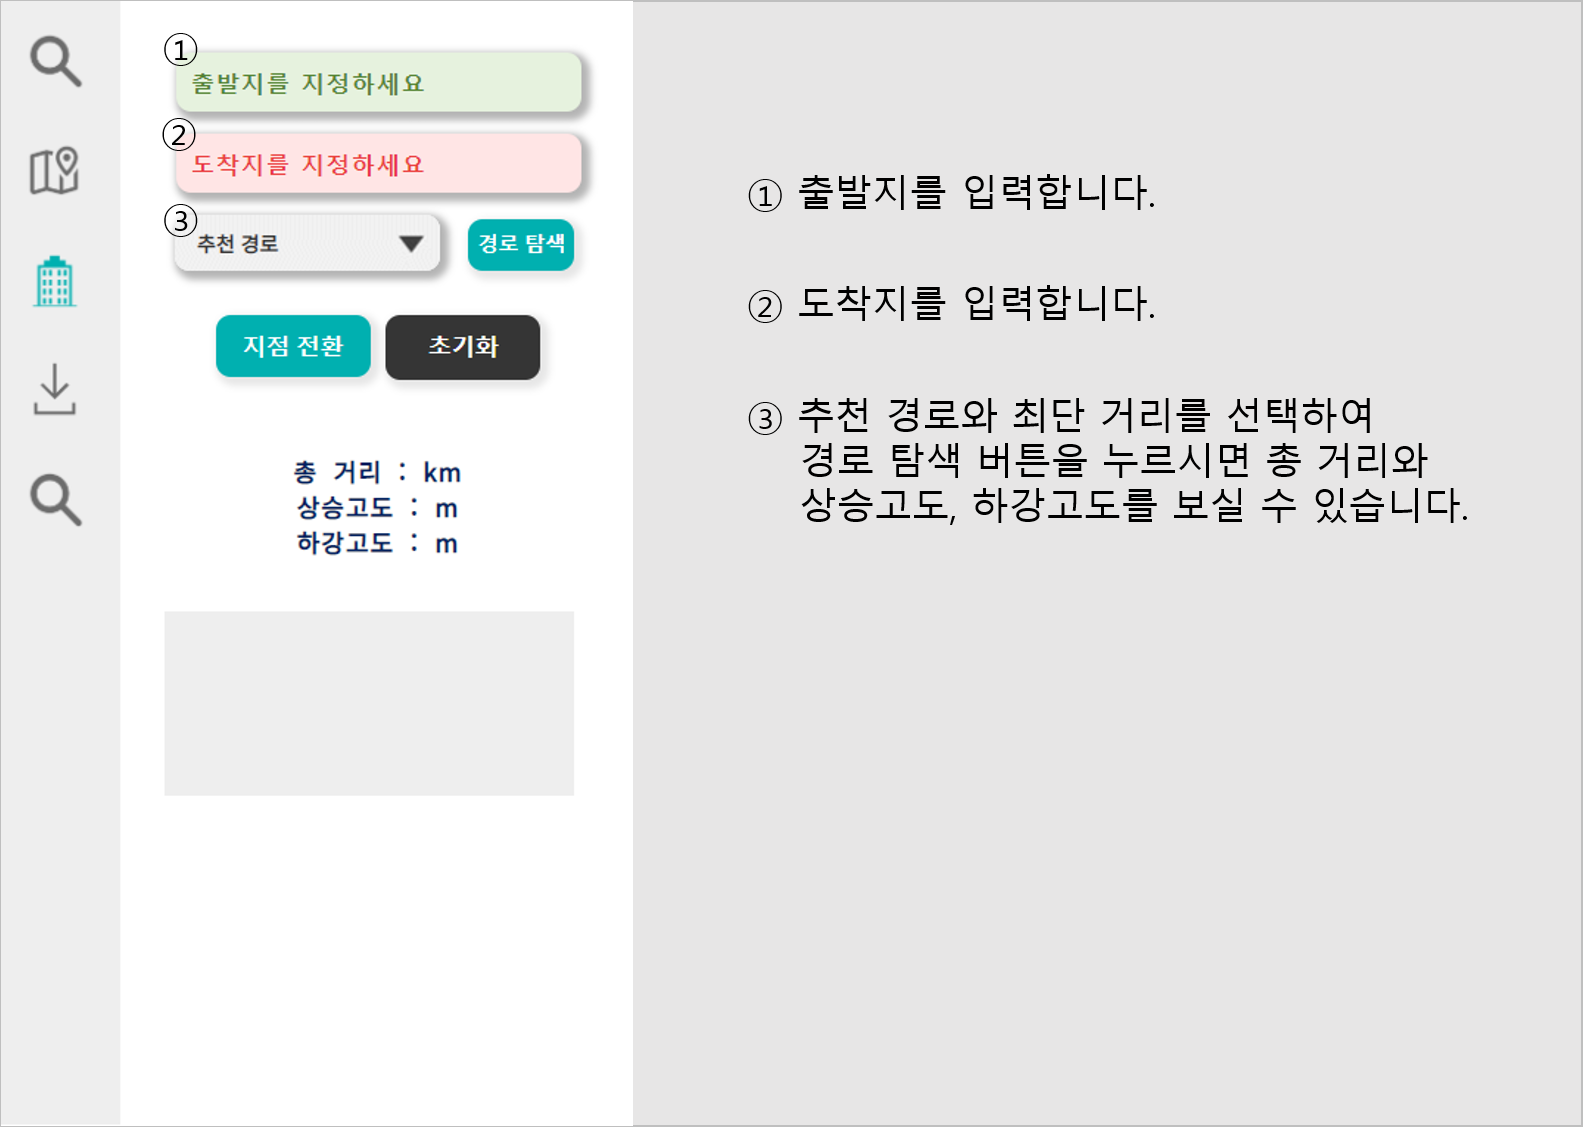 ①
출발지를 지정하세요
②
도착지를 지정하세요
③
추천 경로
경로 탐색
지점 전환
초기화
총 거리 : km
상승고도 : m
하강고도 : m
① 출발지를 입력합니다.
② 도착지를 입력합니다.
③ 추천 경로와 최단 거리를 선택하여
경로 탐색 버튼을 누르시면 총 거리와
상승고도, 하강고도를 보실 수 있습니다.